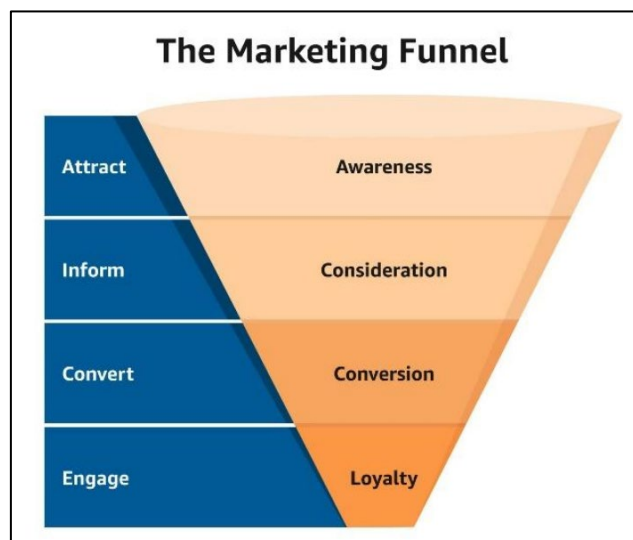 The Marketing Funnel
Attract
Awareness
Inform
Consideration
Convert
Conversion
Engage
Loyalty